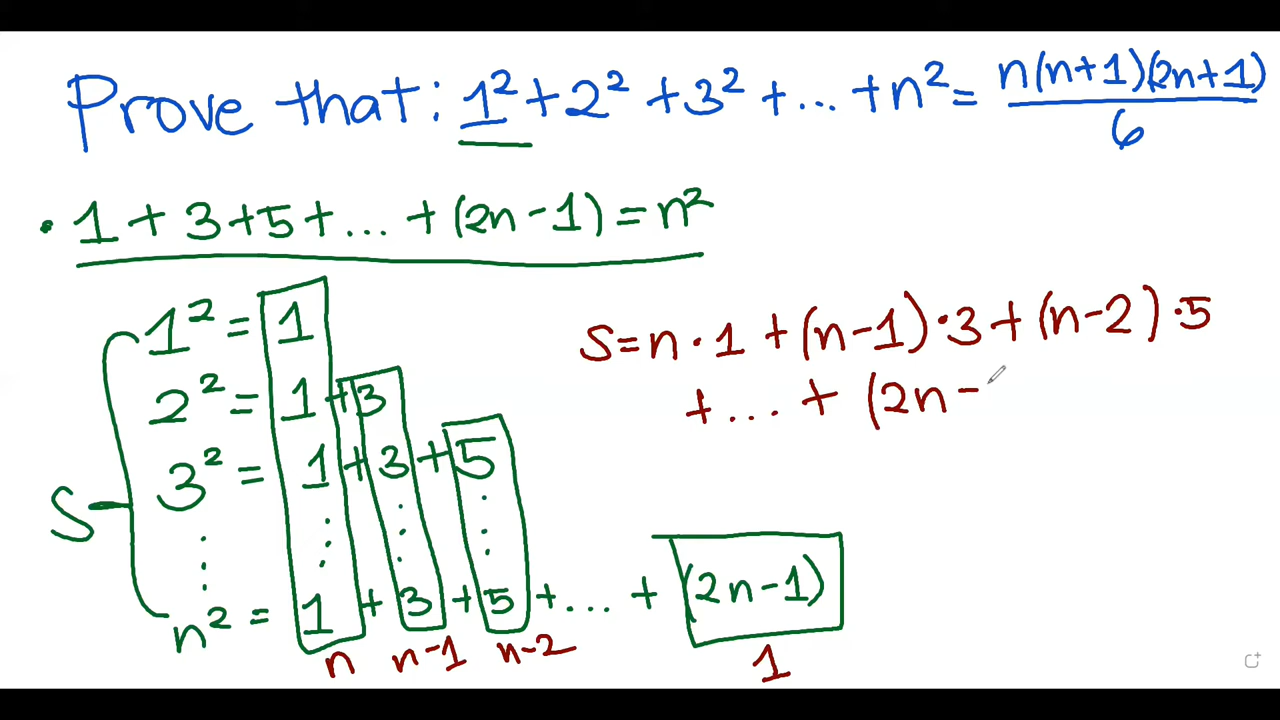 Prove that: 1² + 2² + 3² + ... + n² = n(n+1)(2n+1)/6
• 1 + 3 + 5 + ... + (2n - 1) = n²
S
1² = 1
2² = 1 + 3
3² = 1 + 3 + 5
⋮ ⋮ ⋮ ⋮
n² = 1 + 3 + 5 + ... + (2n - 1)
n n-1 n-2 1
S = n · 1 + (n - 1) · 3 + (n - 2) · 5
+ ... + (2n -